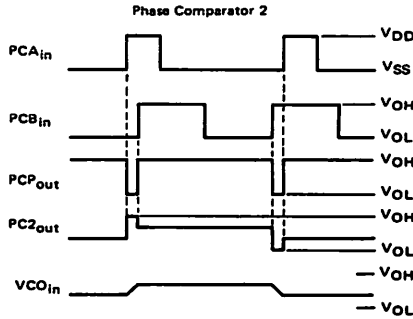 Phase Comparator 2
PCAin
VDD
VSS
PCBin
VOH
VOL
PCPout
VOH
VOL
PC2out
VOH
VOL
VCOin
VOH
VOL